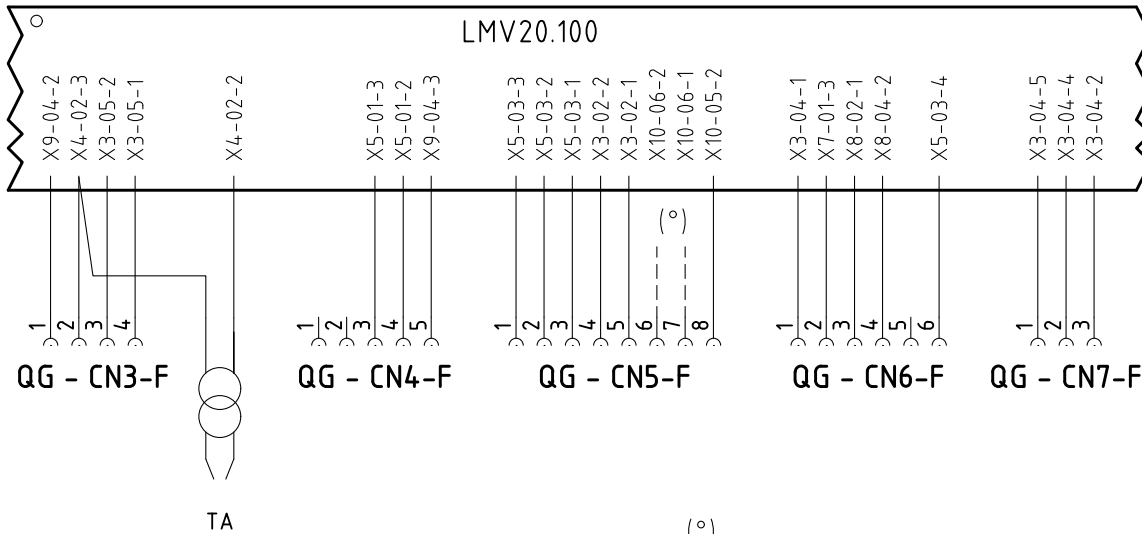 LMV20.100
X9-04-2
X4-02-3
X3-05-2
X3-05-1
X4-02-2
X5-01-3
X5-01-2
X9-04-3
X5-03-3
X5-03-2
X5-03-1
X3-02-2
X3-02-1
X10-06-2
X10-06-1
X10-05-2
X3-04-1
X7-01-3
X8-02-1
X8-04-2
X5-03-4
X3-04-5
X3-04-4
X3-04-2
(°)
1 2 3 4
1 2 3 4 5
1 2 3 4 5 6 7 8
1 2 3 4 5 6
1 2 3
QG - CN3-F
QG - CN4-F
QG - CN5-F
QG - CN6-F
QG - CN7-F
TA
(°)